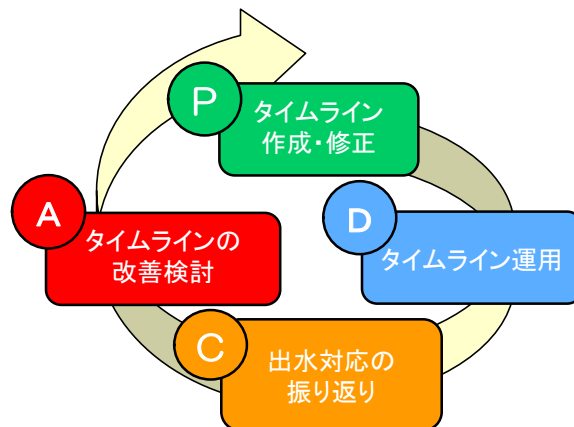 P
タイムライン
作成・修正
D
タイムライン運用
C
出水対応の
振り返り
A
タイムラインの
改善検討